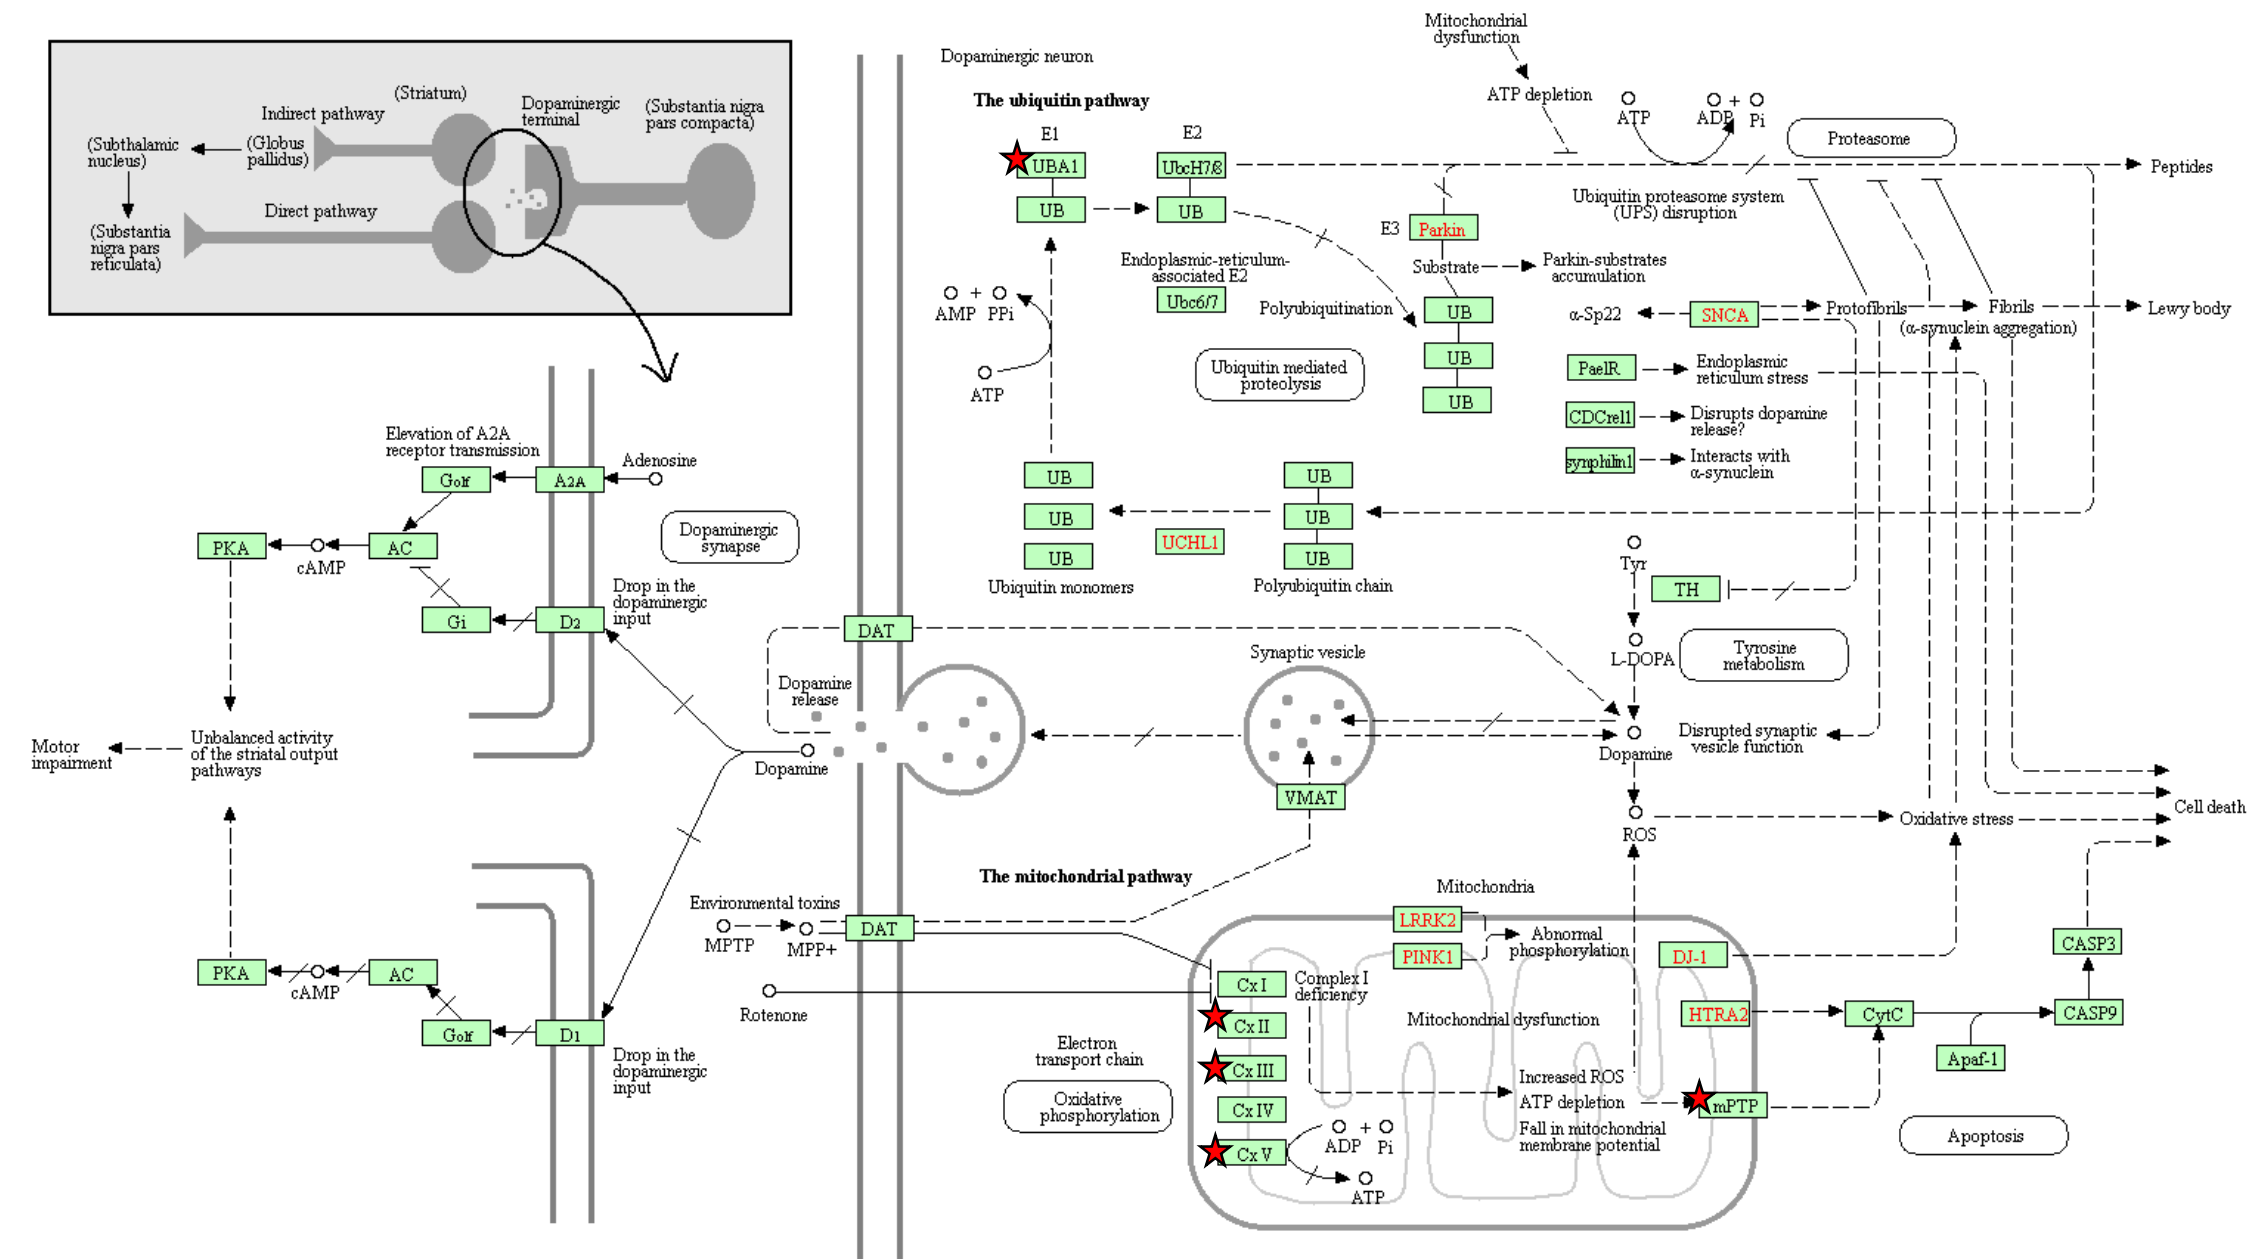 (Striatum)
Indirect pathway
(Subthalamic
nucleus)
(Globus
pallidus)
Dopaminergic
terminal
(Substantia nigra
pars compacta)
Direct pathway
(Substantia
nigra pars
reticulata)
Dopaminergic neuron
The ubiquitin pathway
E1
UBA1
UB
E2
UbcH7/8
UB
Mitochondrial
dysfunction
ATP depletion
ATP
ADP + Pi
Proteasome
Peptides
Ubiquitin proteasome system
(UPS) disruption
E3
Parkin
Substrate
Parkin-substrates
accumulation
Endoplasmic-reticulum-
associated E2
Ubc6/7
Polyubiquitination
UB
UB
UB
AMP + PPi
ATP
Ubiquitin mediated
proteolysis
α-Sp22
SNCA
Protofibrils
Fibrils
(α-synuclein aggregation)
Lewy body
PaelR
Endoplasmic
reticulum stress
CDCrel1
Disrupts dopamine
release?
synphilin1
Interacts with
α-synuclein
UB
UB
UB
Ubiquitin monomers
UCHL1
UB
UB
UB
Polyubiquitin chain
Elevation of A2A
receptor transmission
Golf
A2A
Adenosine
PKA
cAMP
AC
Dopaminergic
synapse
Gi
D2
Drop in the
dopaminergic
input
Tyr
TH
L-DOPA
Tyrosine
metabolism
DAT
Dopamine
release
Synaptic vesicle
Dopamine
Dopamine
Disrupted synaptic
vesicle function
VMAT
Motor
impairment
Unbalanced activity
of the striatal output
pathways
ROS
Oxidative stress
Cell death
The mitochondrial pathway
Environmental toxins
MPTP
MPP+
DAT
Rotenone
PKA
cAMP
AC
Golf
D1
Drop in the
dopaminergic
input
Mitochondria
LRRK2
PINK1
Abnormal
phosphorylation
DJ-1
HTRA2
CytC
CASP3
CASP9
Apaf-1
Cx I
Complex I
deficiency
Cx II
Cx III
Cx IV
Cx V
Mitochondrial dysfunction
Electron
transport chain
Oxidative
phosphorylation
Increased ROS
ATP depletion
Fall in mitochondrial
membrane potential
mPTP
ADP + Pi
ATP
Apoptosis